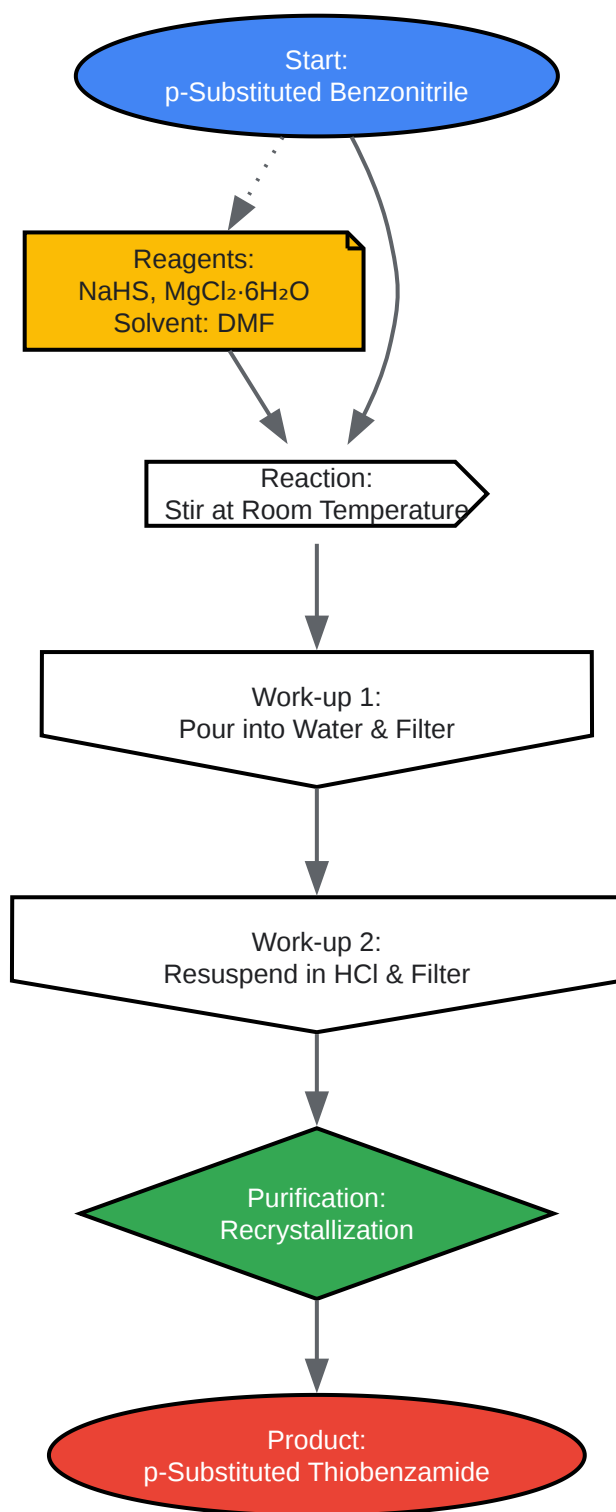 Start:
p-Substituted Benzonitrile
Reagents:
NaHS, MgCl₂·6H₂O
Solvent: DMF
Reaction:
Stir at Room Temperature
Work-up 1:
Pour into Water & Filter
Work-up 2:
Resuspend in HCl & Filter
Purification:
Recrystallization
Product:
p-Substituted Thiobenzamide